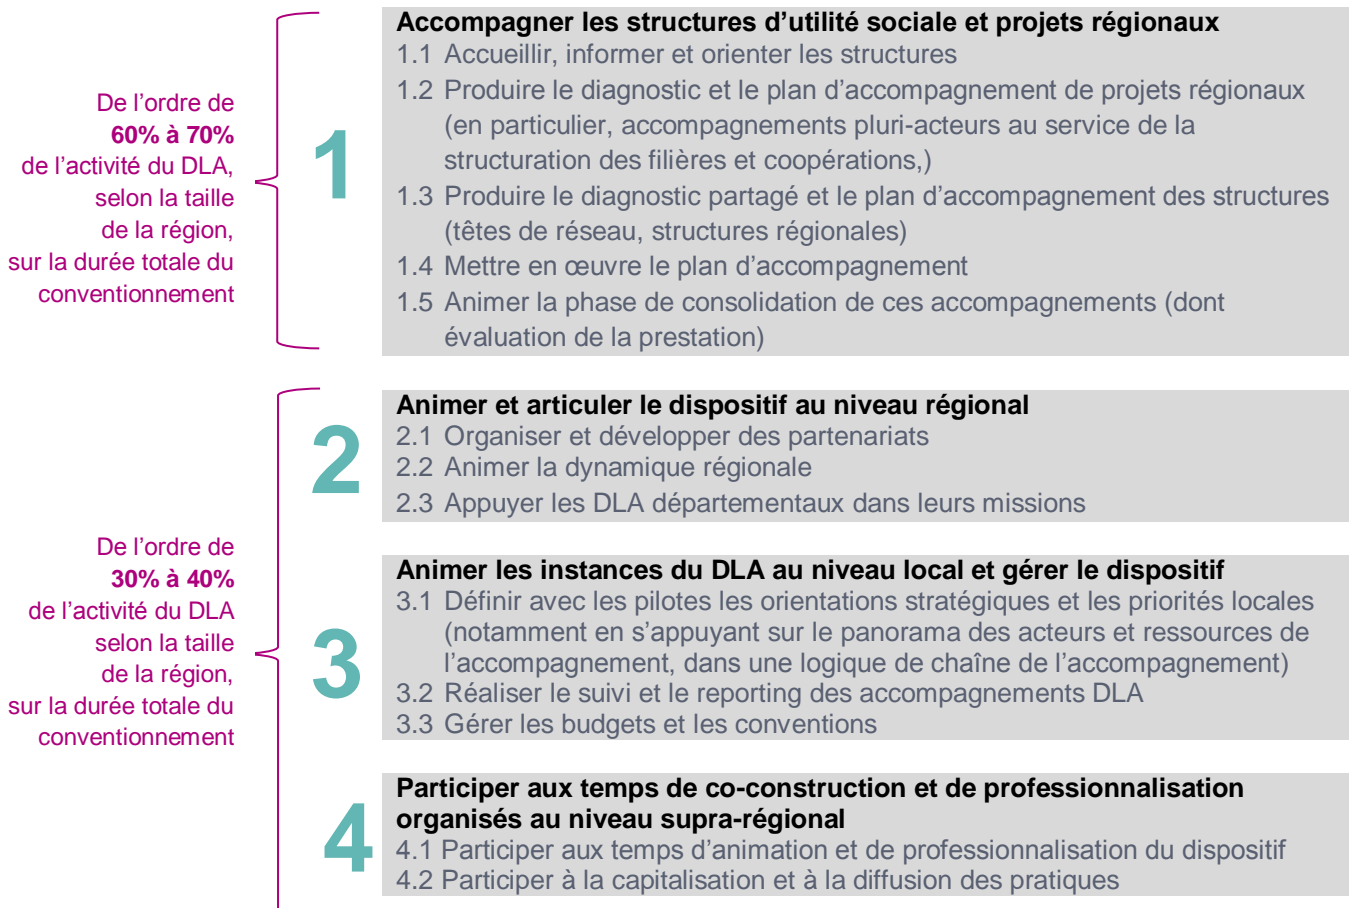 De l’ordre de
60% à 70%
de l’activité du DLA,
selon la taille
de la région,
sur la durée totale du
conventionnement
1
Accompagner les structures d’utilité sociale et projets régionaux
1.1 Accueillir, informer et orienter les structures
1.2 Produire le diagnostic et le plan d’accompagnement de projets régionaux
(en particulier, accompagnements pluri-acteurs au service de la
structuration des filières et coopérations,)
1.3 Produire le diagnostic partagé et le plan d’accompagnement des structures
(têtes de réseau, structures régionales)
1.4 Mettre en œuvre le plan d’accompagnement
1.5 Animer la phase de consolidation de ces accompagnements (dont
évaluation de la prestation)
De l’ordre de
30% à 40%
de l’activité du DLA
selon la taille
de la région,
sur la durée totale du
conventionnement
2
Animer et articuler le dispositif au niveau régional
2.1 Organiser et développer des partenariats
2.2 Animer la dynamique régionale
2.3 Appuyer les DLA départementaux dans leurs missions
3
Animer les instances du DLA au niveau local et gérer le dispositif
3.1 Définir avec les pilotes les orientations stratégiques et les priorités locales
(notamment en s’appuyant sur le panorama des acteurs et ressources de
l’accompagnement, dans une logique de chaîne de l’accompagnement)
3.2 Réaliser le suivi et le reporting des accompagnements DLA
3.3 Gérer les budgets et les conventions
4
Participer aux temps de co-construction et de professionnalisation
organisés au niveau supra-régional
4.1 Participer aux temps d’animation et de professionnalisation du dispositif
4.2 Participer à la capitalisation et à la diffusion des pratiques